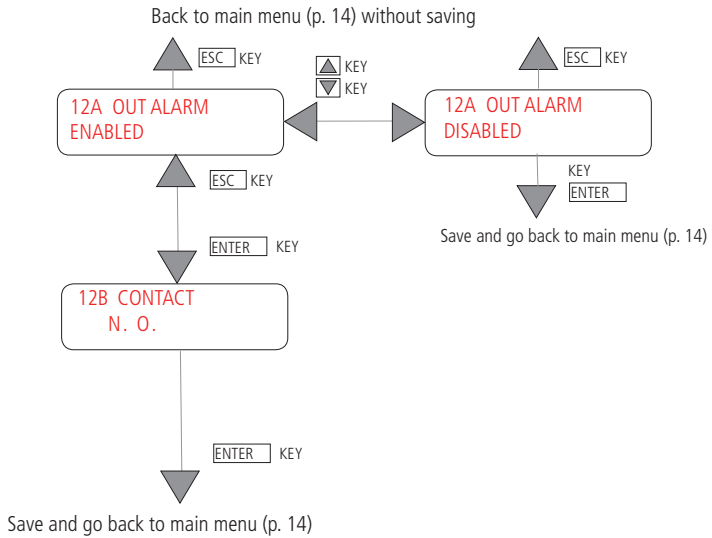 Back to main menu (p. 14) without saving
ESC KEY
KEY
KEY
ESC KEY
12A OUT ALARM
ENABLED
12A OUT ALARM
DISABLED
ESC KEY
KEY
ENTER
Save and go back to main menu (p. 14)
ENTER KEY
12B CONTACT
N. O.
ENTER KEY
Save and go back to main menu (p. 14)